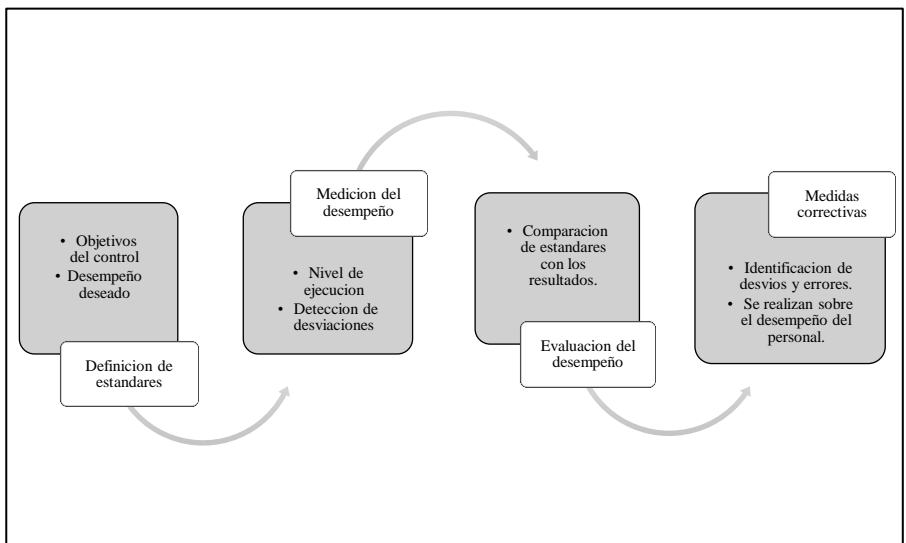 • Objetivos
del control
• Desempeño
deseado
Definicion de
estandares
Medicion del
desempeño
• Nivel de
ejecucion
• Deteccion de
desviaciones
• Comparacion
de estandares
con los
resultados.
Evaluacion del
desempeño
Medidas
correctivas
• Identificacion de
desvios y errores.
• Se realizan sobre
el desempeño del
personal.